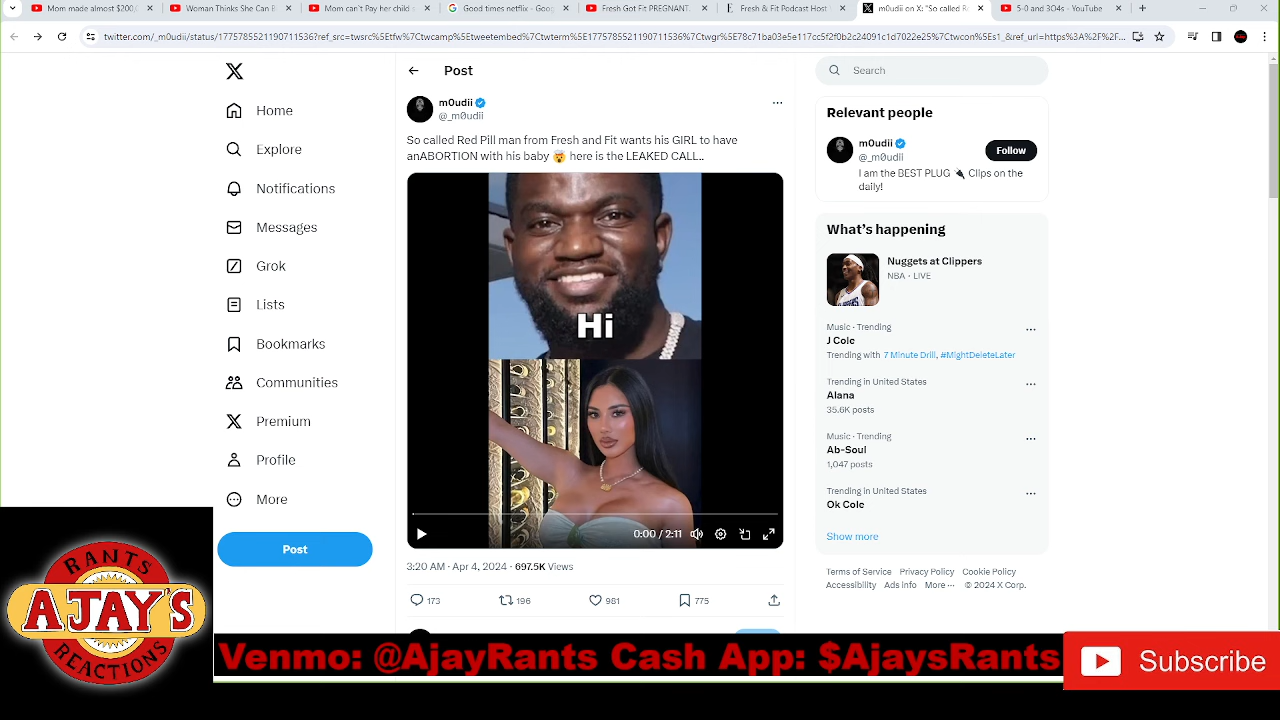 Mom made almost $200,0
Woman Thinks She Can B
Mom can't Pay her child s
Good times netflix - Goog
Fresh Got Fit PREGNANT.
Fresh & Fit Podcast Host
m0udii on X: "So called Re
5-0 and 3O4s - YouTube
Post
Search
Home
Explore
Notifications
Messages
Grok
Lists
Bookmarks
Communities
Premium
Profile
More
Post
m0udii
@_m0udii
So called Red Pill man from Fresh and Fit wants his GIRL to have
anABORTION with his baby 🤯 here is the LEAKED CALL..
Hi
0:00 / 2:11
3:20 AM · Apr 4, 2024 · 697.5K Views
173
196
981
775
Relevant people
m0udii
@_m0udii
Follow
I am the BEST PLUG 🔌 Clips on the
daily!
What's happening
Nuggets at Clippers
NBA · LIVE
Music · Trending
J Cole
Trending with 7 Minute Drill, #MightDeleteLater
Trending in United States
Alana
35.6K posts
Music · Trending
Ab-Soul
1,047 posts
Trending in United States
Ok Cole
Show more
Terms of Service Privacy Policy Cookie Policy
Accessibility Ads info More ··· © 2024 X Corp.
RANTS
AJAY'S
REACTIONS
Venmo: @AjayRants Cash App: $AjaysRants
Subscribe